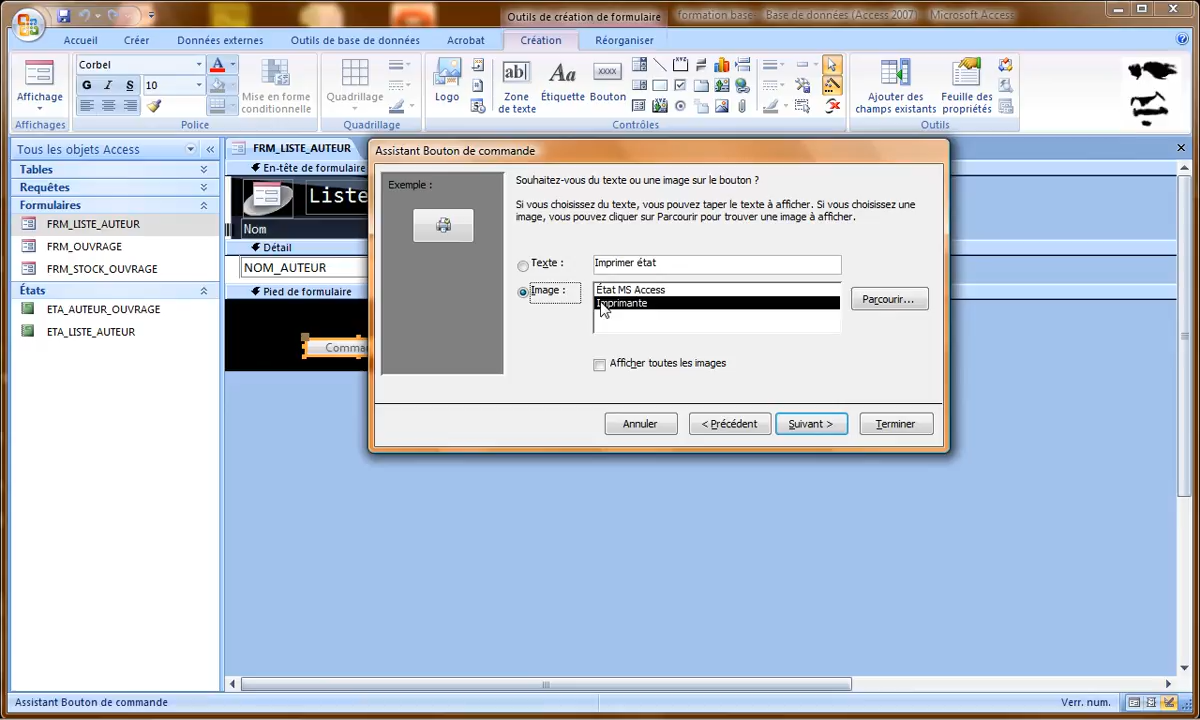 Outils de création de formulaire
formation base - Base de données (Access 2007) - Microsoft Access
Accueil
Créer
Données externes
Outils de base de données
Acrobat
Création
Réorganiser
Affichage
Affichages
Corbel
G I S
10
Mise en forme
conditionnelle
Police
Quadrillage
Quadrillage
Logo
ab|
Zone
de texte
Aa
Étiquette
xxxx
Bouton
Contrôles
Ajouter des
champs existants
Feuille des
propriétés
Outils
Tous les objets Access
Tables
Requêtes
Formulaires
FRM_LISTE_AUTEUR
FRM_OUVRAGE
FRM_STOCK_OUVRAGE
États
ETA_AUTEUR_OUVRAGE
ETA_LISTE_AUTEUR
FRM_LISTE_AUTEUR
En-tête de formulaire
Liste
Nom
Détail
NOM_AUTEUR
Pied de formulaire
Comma
Assistant Bouton de commande
Exemple :
Souhaitez-vous du texte ou une image sur le bouton ?
Si vous choisissez du texte, vous pouvez taper le texte à afficher. Si vous choisissez une
image, vous pouvez cliquer sur Parcourir pour trouver une image à afficher.
Texte :
Imprimer état
Image :
État MS Access
Imprimante
Parcourir...
Afficher toutes les images
Annuler
< Précédent
Suivant >
Terminer
Assistant Bouton de commande
Verr. num.